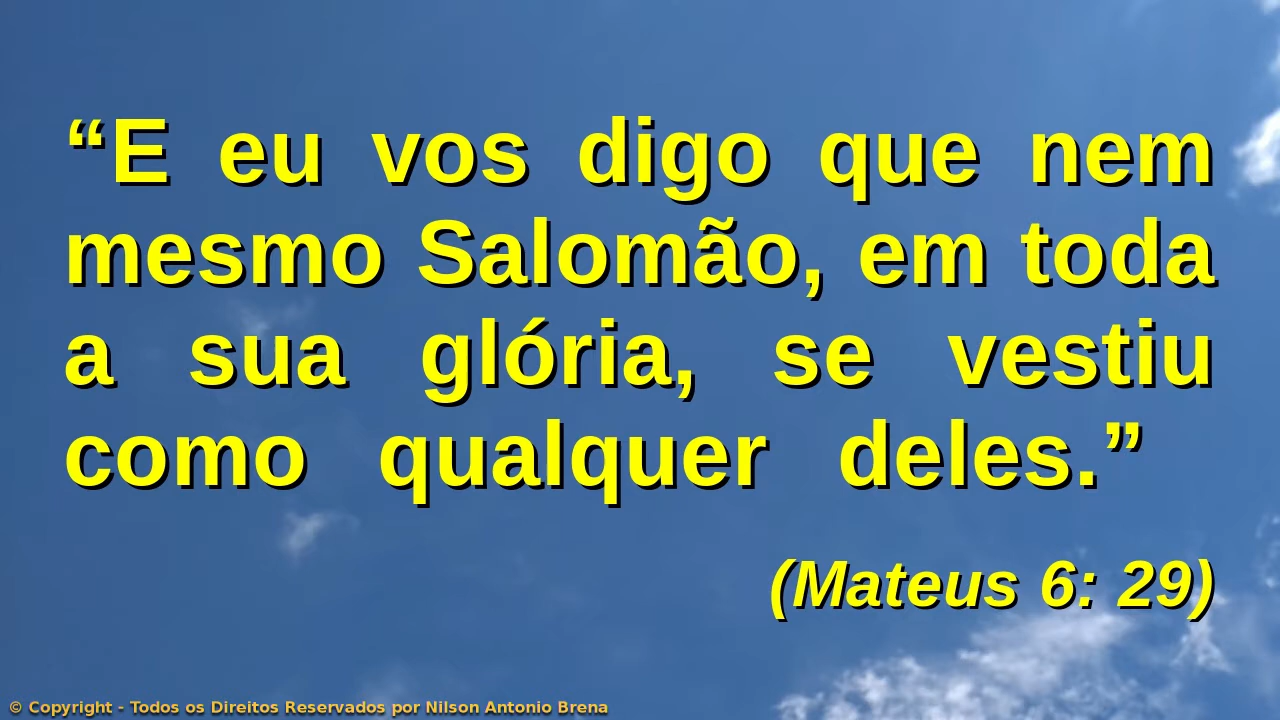 “E eu vos digo que nem
mesmo Salomão, em toda
a sua glória, se vestiu
como qualquer deles.”
(Mateus 6: 29)
© Copyright - Todos os Direitos Reservados por Nilson Antonio Brena